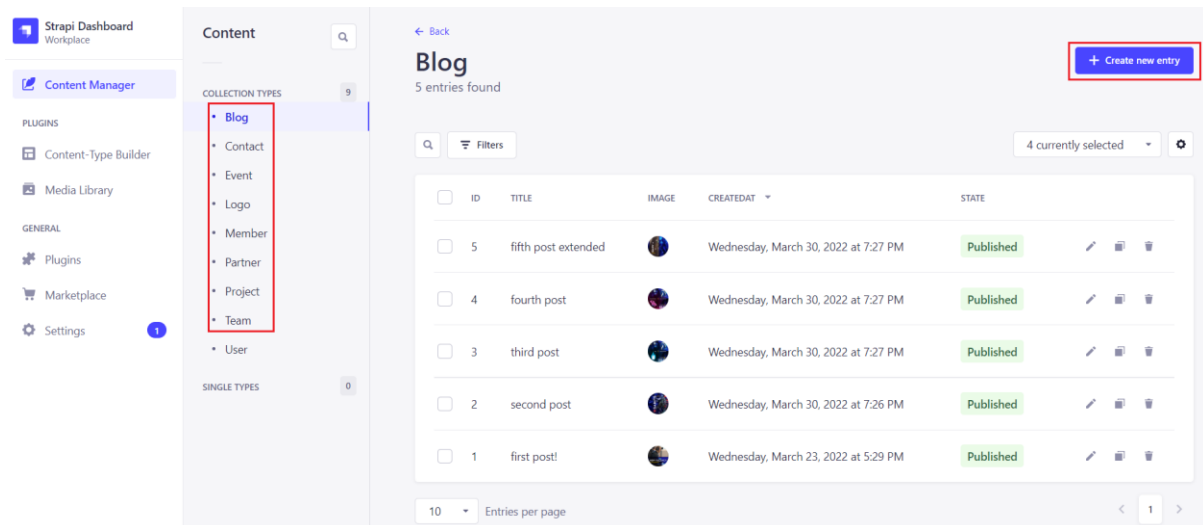 Strapi Dashboard
Workplace
Content Manager
PLUGINS
Content-Type Builder
Media Library
GENERAL
Plugins
Marketplace
Settings 1
Content
COLLECTION TYPES 9
• Blog
• Contact
• Event
• Logo
• Member
• Partner
• Project
• Team
• User
SINGLE TYPES 0
← Back
Blog
5 entries found
+ Create new entry
Filters
4 currently selected
ID TITLE IMAGE CREATEDAT STATE
5 fifth post extended Wednesday, March 30, 2022 at 7:27 PM Published
4 fourth post Wednesday, March 30, 2022 at 7:27 PM Published
3 third post Wednesday, March 30, 2022 at 7:27 PM Published
2 second post Wednesday, March 30, 2022 at 7:26 PM Published
1 first post! Wednesday, March 23, 2022 at 5:29 PM Published
10 Entries per page
< 1 >